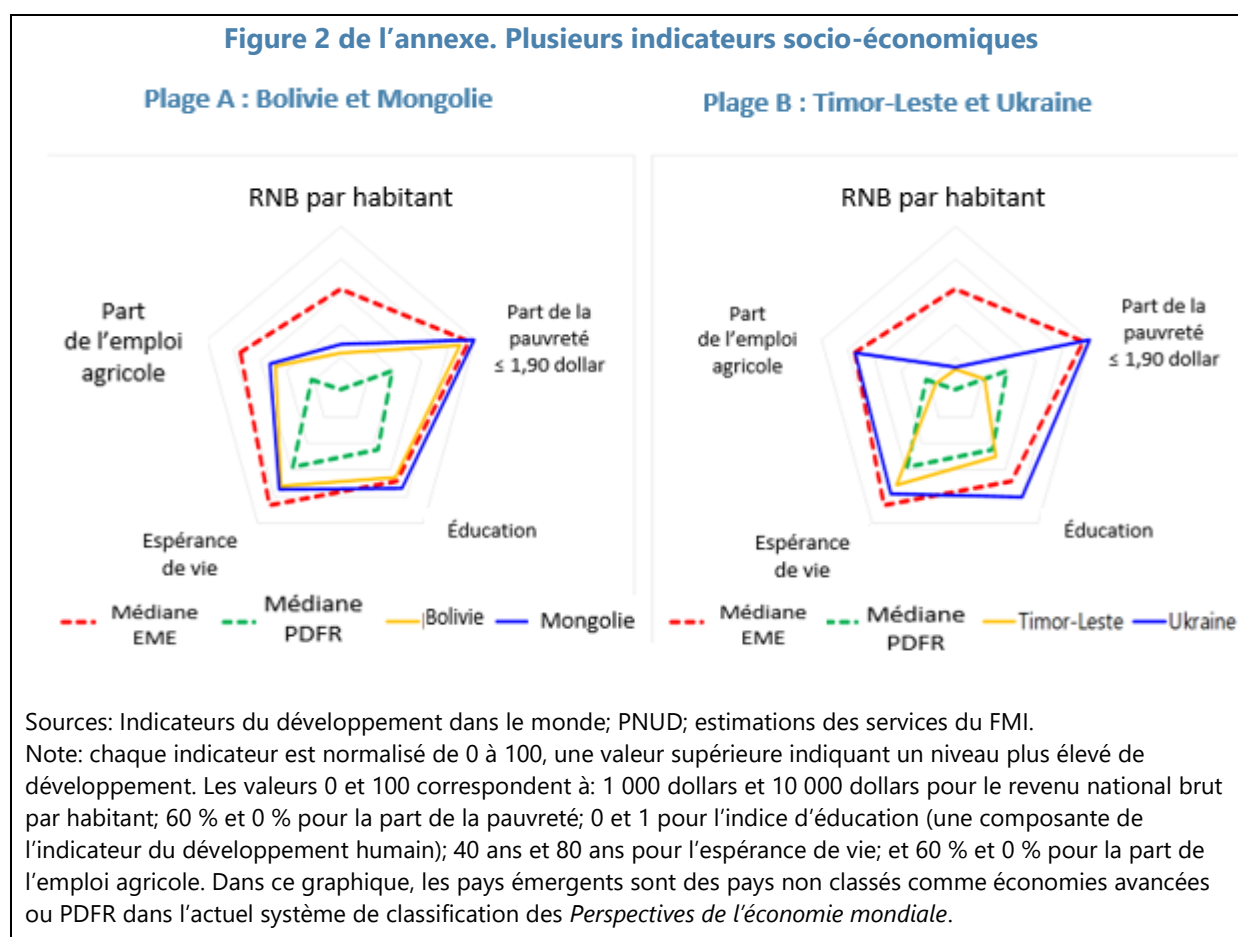 Figure 2 de l’annexe. Plusieurs indicateurs socio-économiques
Plage A : Bolivie et Mongolie
Plage B : Timor-Leste et Ukraine
RNB par habitant
Part
de l’emploi
agricole
Part de la
pauvreté
≤ 1,90 dollar
Espérance
de vie
Éducation
Médiane
EME
Médiane
PDFR
Bolivie
Mongolie
RNB par habitant
Part
de l’emploi
agricole
Part de la
pauvreté
≤ 1,90 dollar
Espérance
de vie
Éducation
Médiane
EME
Médiane
PDFR
Timor-Leste
Ukraine
Sources: Indicateurs du développement dans le monde; PNUD; estimations des services du FMI.
Note: chaque indicateur est normalisé de 0 à 100, une valeur supérieure indiquant un niveau plus élevé de
développement. Les valeurs 0 et 100 correspondent à: 1 000 dollars et 10 000 dollars pour le revenu national brut
par habitant; 60 % et 0 % pour la part de la pauvreté; 0 et 1 pour l’indice d’éducation (une composante de
l’indicateur du développement humain); 40 ans et 80 ans pour l’espérance de vie; et 60 % et 0 % pour la part de
l’emploi agricole. Dans ce graphique, les pays émergents sont des pays non classés comme économies avancées
ou PDFR dans l’actuel système de classification des Perspectives de l’économie mondiale.